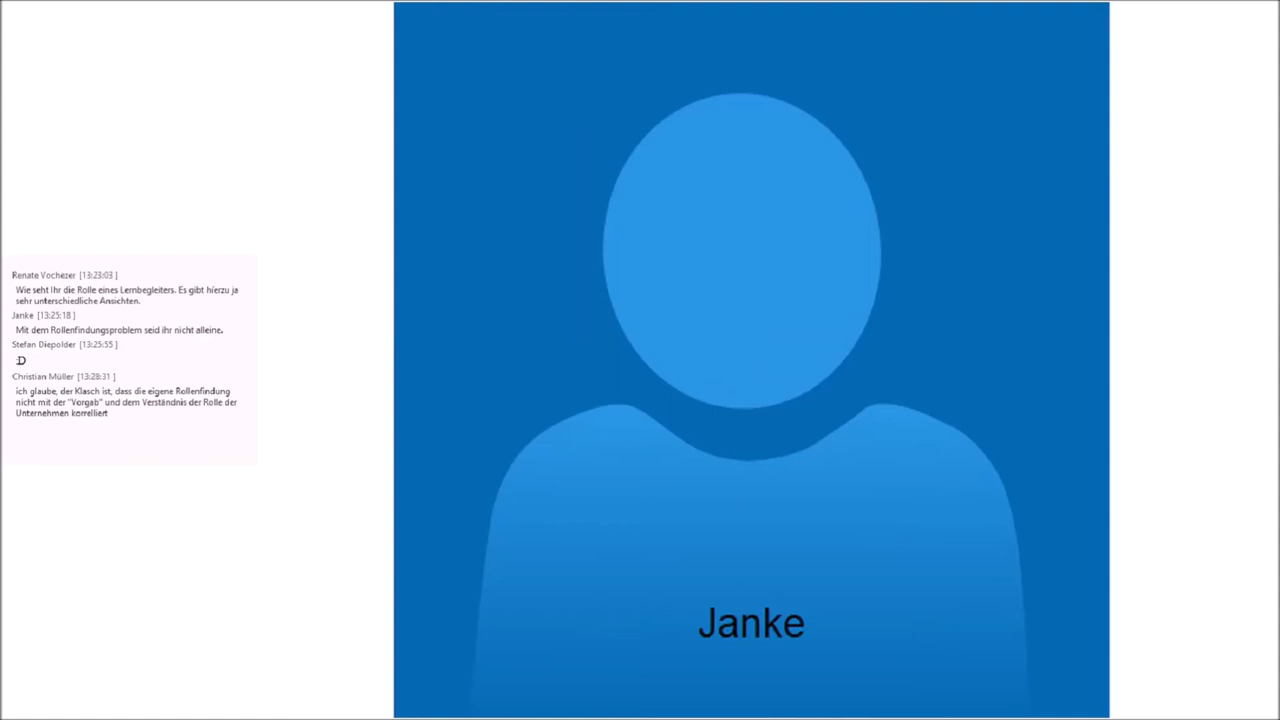 Renate Vochezer [13:23:03 ]
Wie seht Ihr die Rolle eines Lernbegleiters. Es gibt hierzu ja
sehr unterschiedliche Ansichten.
Janke [13:25:18 ]
Mit dem Rollenfindungsproblem seid ihr nicht alleine.
Stefan Diepolder [13:25:55 ]
:D
Christian Müller [13:28:31 ]
ich glaube, der Klasch ist, dass die eigene Rollenfindung
nicht mit der "Vorgab" und dem Verständnis der Rolle der
Unternehmen korrelliert
Janke